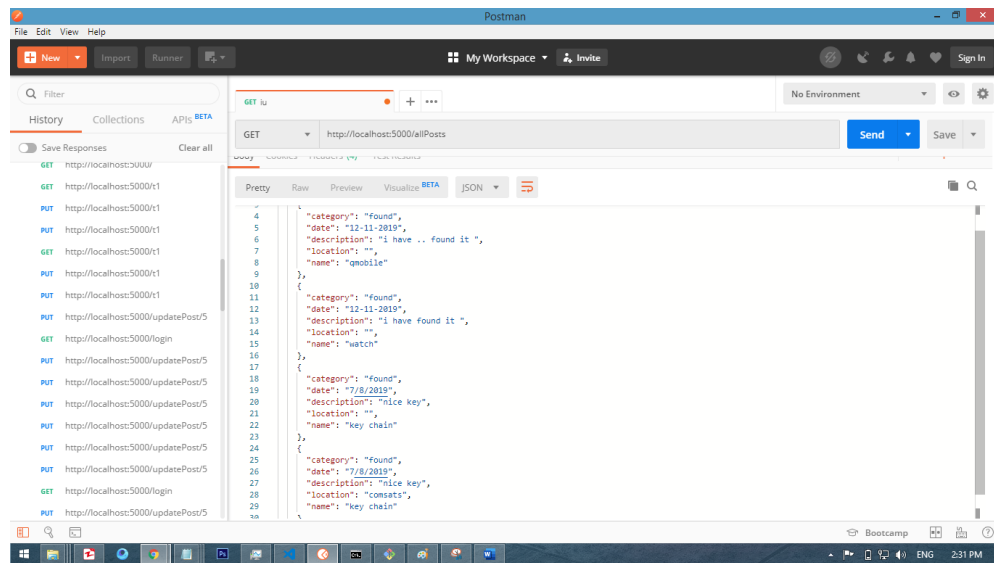 Postman
File Edit View Help
New Import Runner My Workspace Invite Sign In
Filter
History Collections APIs BETA
Save Responses Clear all
GET http://localhost:5000/
GET http://localhost:5000/t1
PUT http://localhost:5000/t1
PUT http://localhost:5000/t1
GET http://localhost:5000/t1
PUT http://localhost:5000/t1
PUT http://localhost:5000/t1
PUT http://localhost:5000/updatePost/5
GET http://localhost:5000/login
PUT http://localhost:5000/updatePost/5
PUT http://localhost:5000/updatePost/5
PUT http://localhost:5000/updatePost/5
PUT http://localhost:5000/updatePost/5
PUT http://localhost:5000/updatePost/5
PUT http://localhost:5000/updatePost/5
GET http://localhost:5000/login
PUT http://localhost:5000/updatePost/5
GET iu
No Environment
GET http://localhost:5000/allPosts Send Save
Body Cookies Headers (4) Test Results
Pretty Raw Preview Visualize BETA JSON
3 {
4 "category": "found",
5 "date": "12-11-2019",
6 "description": "i have .. found it ",
7 "location": "",
8 "name": "qmobile"
9 },
10 {
11 "category": "found",
12 "date": "12-11-2019",
13 "description": "i have found it ",
14 "location": "",
15 "name": "watch"
16 },
17 {
18 "category": "found",
19 "date": "7/8/2019",
20 "description": "nice key",
21 "location": "",
22 "name": "key chain"
23 },
24 {
25 "category": "found",
26 "date": "7/8/2019",
27 "description": "nice key",
28 "location": "comsats",
29 "name": "key chain"
30 }
Bootcamp
ENG 2:31 PM